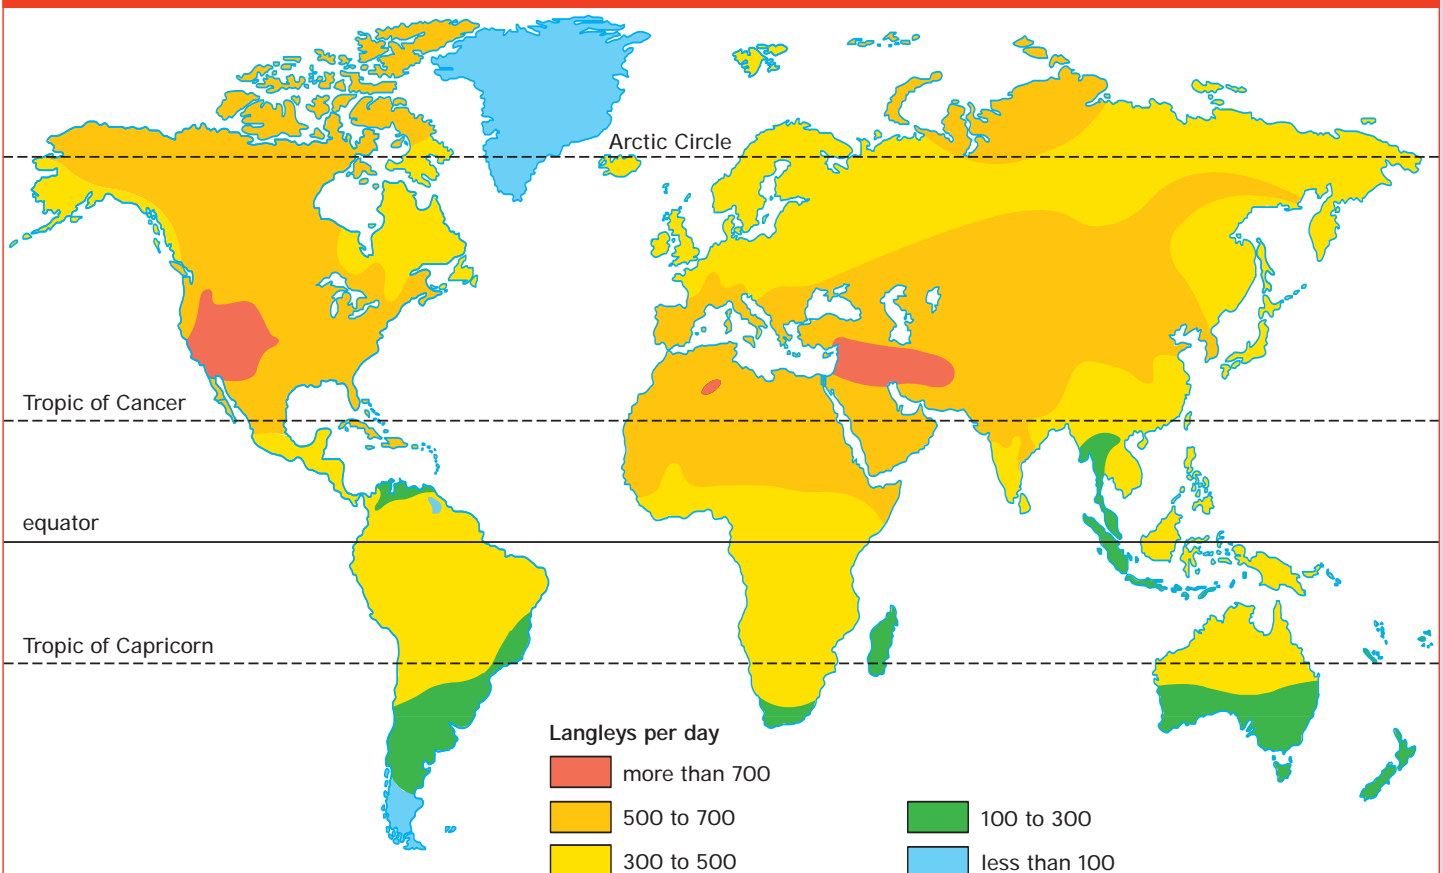 Arctic Circle
Tropic of Cancer
equator
Tropic of Capricorn
Langleys per day
more than 700
500 to 700
300 to 500
100 to 300
less than 100